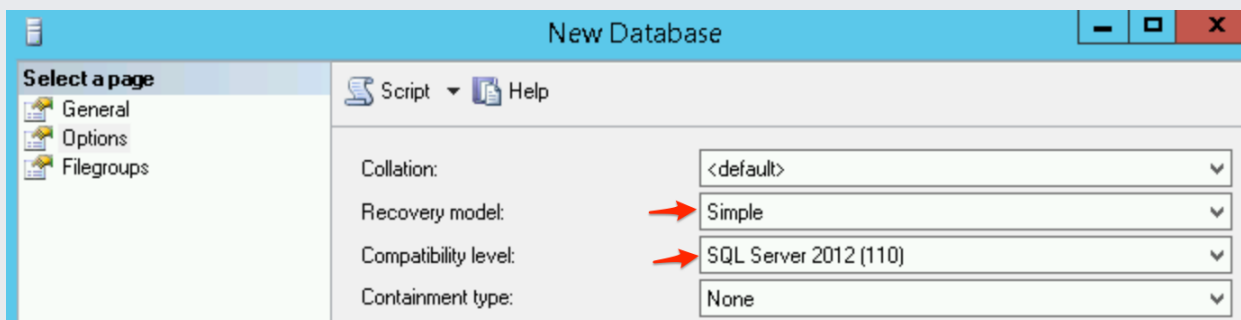 New Database
X
Select a page
General
Options
Filegroups
Script Help
Collation: <default>
Recovery model: Simple
Compatibility level: SQL Server 2012 (110)
Containment type: None